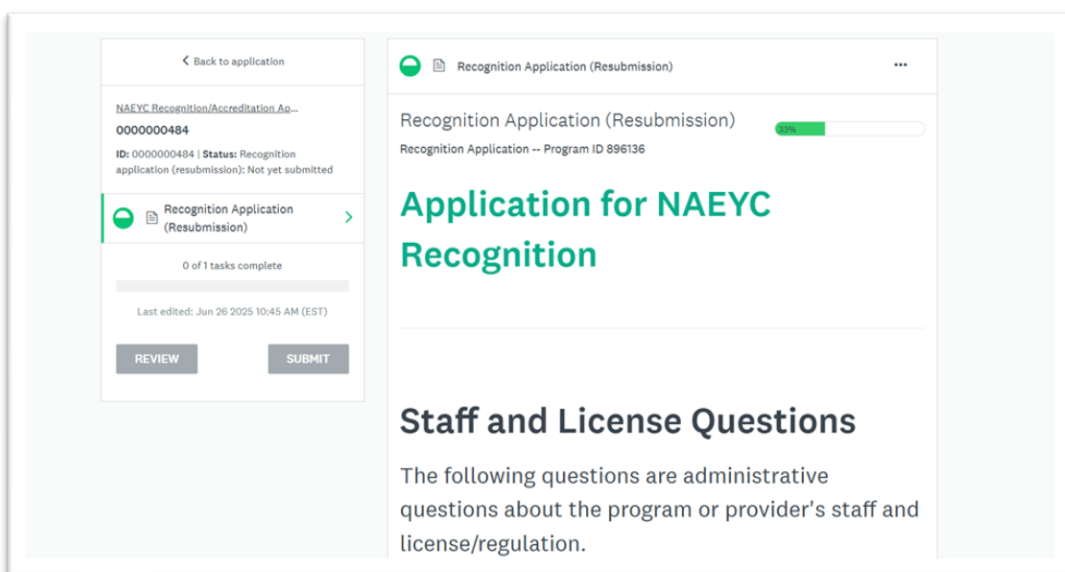 Back to application
NAEYC Recognition/Accreditation Ap...
0000000484
ID: 0000000484 | Status: Recognition
application (resubmission): Not yet submitted
Recognition Application
(Resubmission)
0 of 1 tasks complete
Last edited: Jun 26 2025 10:45 AM (EST)
REVIEW
SUBMIT
Recognition Application (Resubmission)
...
Recognition Application (Resubmission)
33%
Recognition Application -- Program ID 896136
Application for NAEYC
Recognition
Staff and License Questions
The following questions are administrative
questions about the program or provider's staff and
license/regulation.